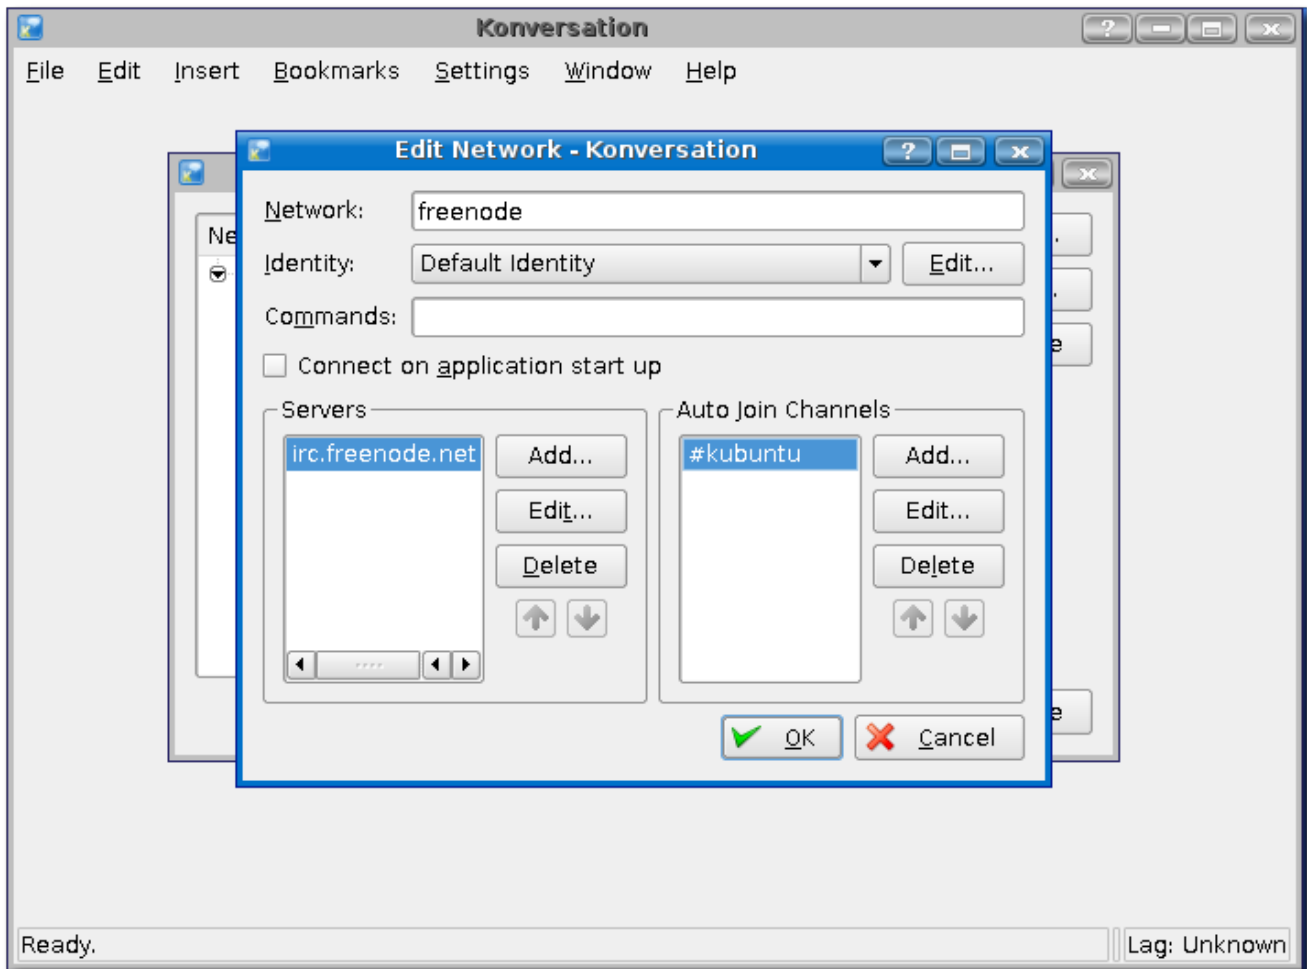 Konversation
File Edit Insert Bookmarks Settings Window Help
Edit Network - Konversation
Network: freenode
Ne
Identity: Default Identity Edit...
Commands:
Connect on application start up
Servers Auto Join Channels
irc.freenode.net Add... #kubuntu Add...
Edit... Edit...
Delete Delete
OK Cancel
Ready. Lag: Unknown